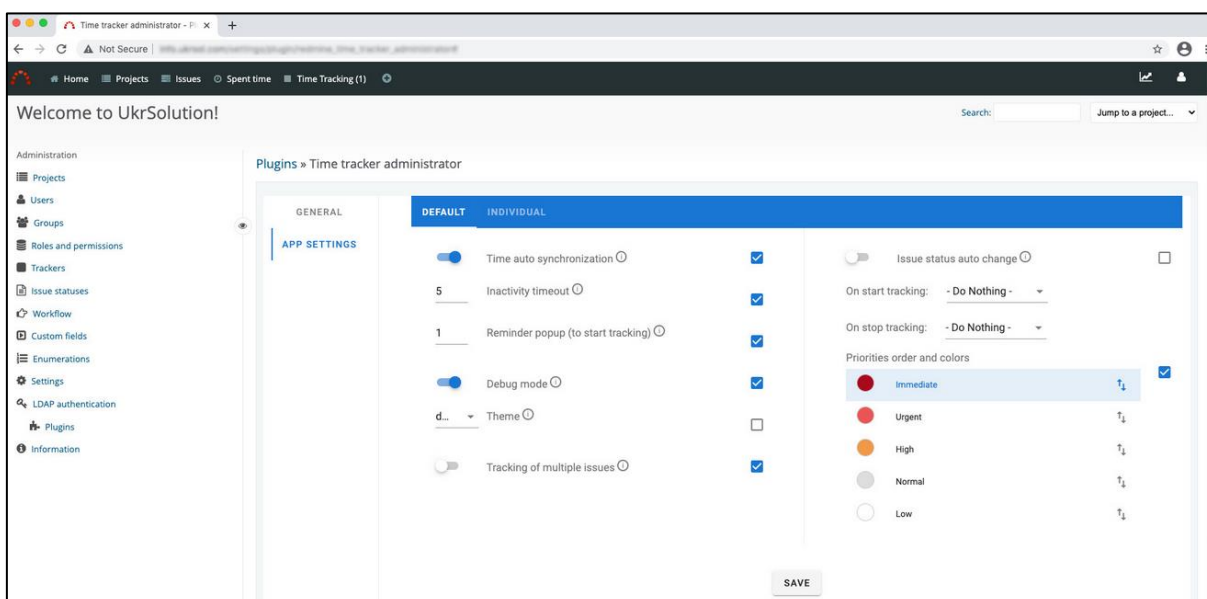 Time tracker administrator - Pl
Not Secure
Home Projects Issues Spent time Time Tracking (1)
Welcome to UkrSolution!
Search:
Jump to a project...
Administration
Projects
Users
Groups
Roles and permissions
Trackers
Issue statuses
Workflow
Custom fields
Enumerations
Settings
LDAP authentication
Plugins
Information
Plugins » Time tracker administrator
GENERAL
APP SETTINGS
DEFAULT INDIVIDUAL
Time auto synchronization
5 Inactivity timeout
1 Reminder popup (to start tracking)
Debug mode
d... Theme
Tracking of multiple issues
Issue status auto change
On start tracking: - Do Nothing -
On stop tracking: - Do Nothing -
Priorities order and colors
Immediate
Urgent
High
Normal
Low
SAVE